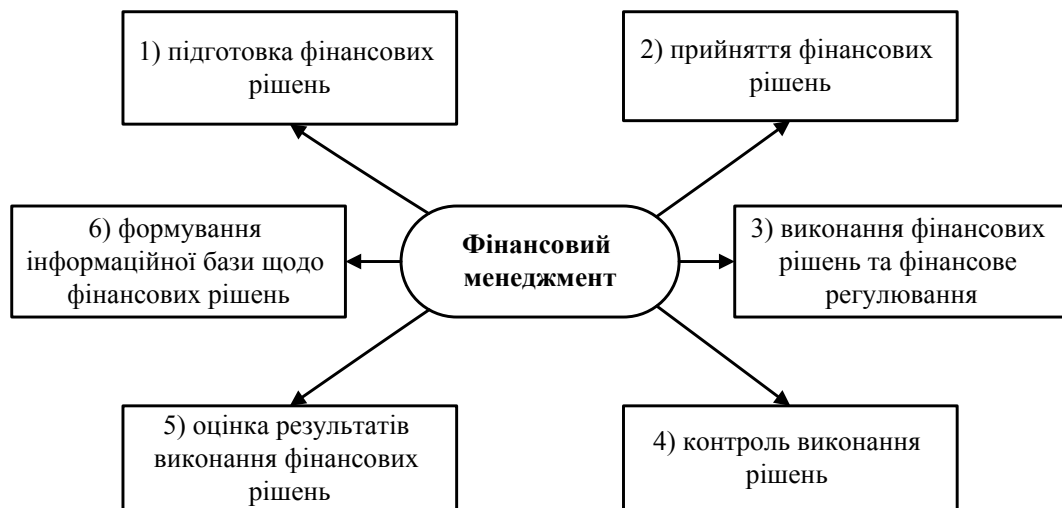 1) підготовка фінансових
рішень
2) прийняття фінансових
рішень
6) формування
інформаційної бази щодо
фінансових рішень
Фінансовий
менеджмент
3) виконання фінансових
рішень та фінансове
регулювання
5) оцінка результатів
виконання фінансових
рішень
4) контроль виконання
рішень